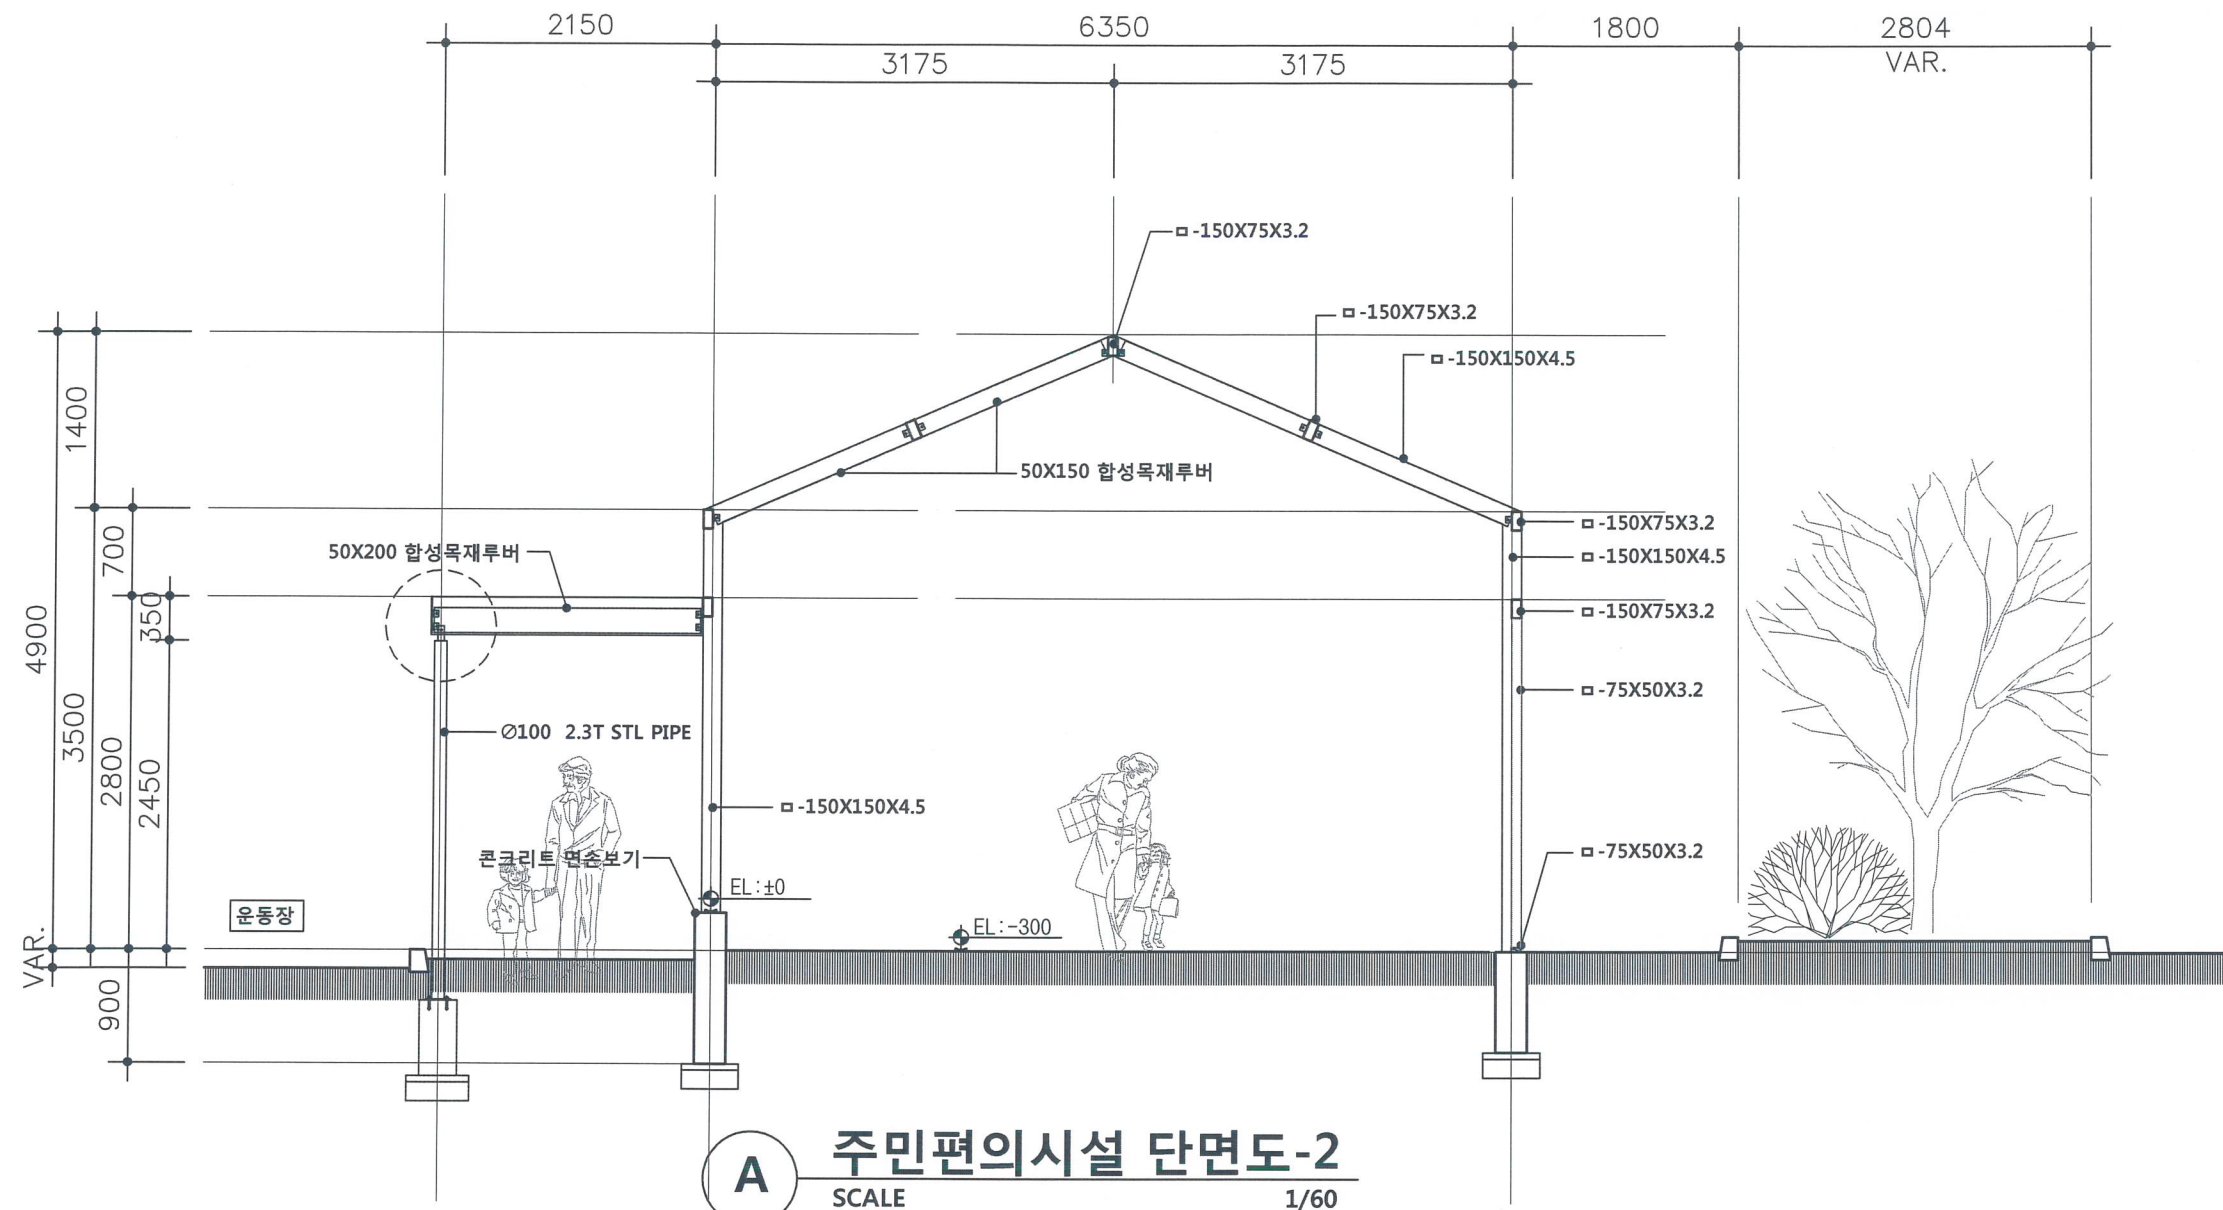 2150
6350
1800
2804
3175
3175
VAR.
▫-150X75X3.2
▫-150X75X3.2
▫-150X150X4.5
1400
50X150 합성목재루버
▫-150X75X3.2
700
50X200 합성목재루버
▫-150X150X4.5
350
▫-150X75X3.2
4900
▫-75X50X3.2
3500
∅100 2.3T STL PIPE
2800
2450
▫-150X150X4.5
콘크리트 면손보기
▫-75X50X3.2
EL:±0
운동장
EL:-300
VAR.
900
A
주민편의시설 단면도-2
SCALE 1/60